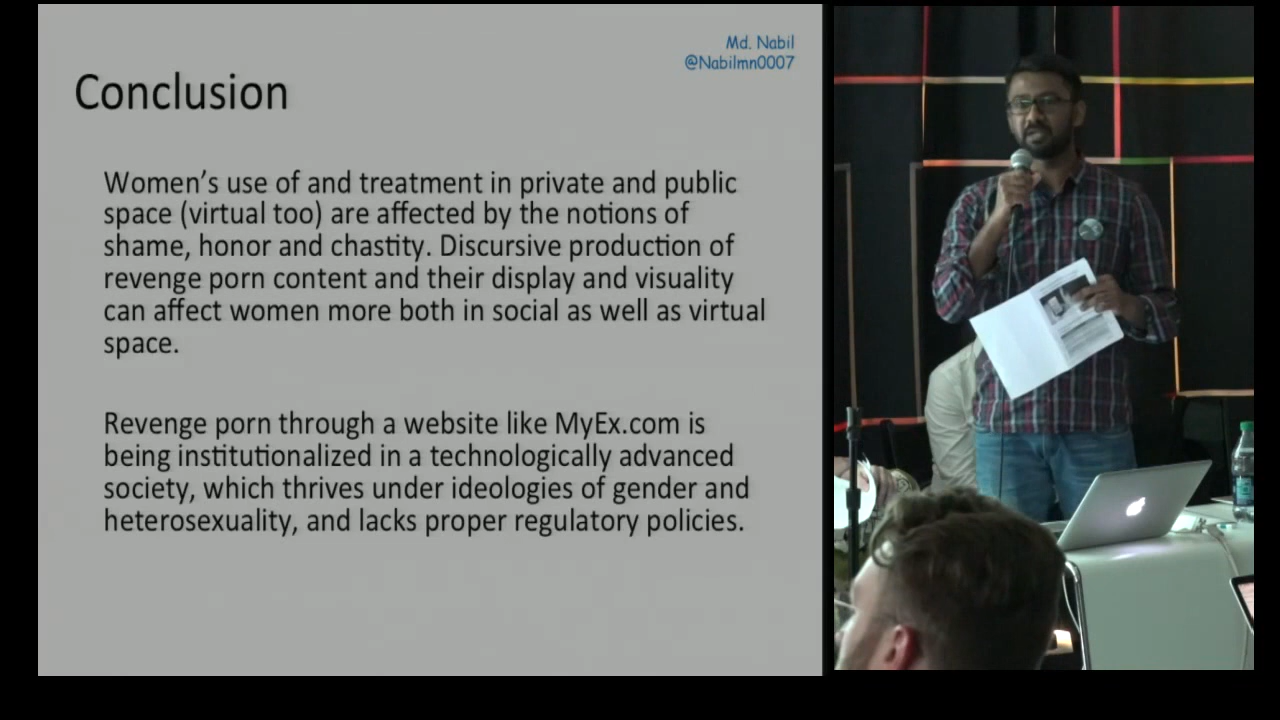 Md. Nabil
@Nabilmn0007
Conclusion
Women’s use of and treatment in private and public
space (virtual too) are affected by the notions of
shame, honor and chastity. Discursive production of
revenge porn content and their display and visuality
can affect women more both in social as well as virtual
space.
Revenge porn through a website like MyEx.com is
being institutionalized in a technologically advanced
society, which thrives under ideologies of gender and
heterosexuality, and lacks proper regulatory policies.